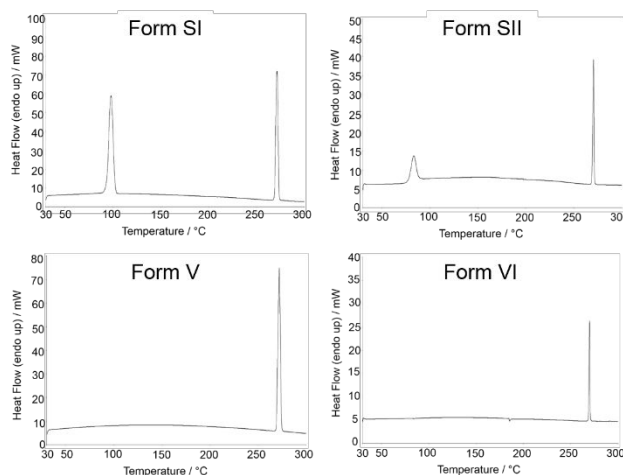 Form SI
100
90
80
70
60
50
40
30
20
10
0
Heat Flow (endo up) / mW
30 50 100 150 200 250 300
Temperature / °C
Form SII
50
45
40
35
30
25
20
15
10
5
0
Heat Flow (endo up) / mW
30 100 150 200 250 300
Temperature / °C
Form V
80
70
60
50
40
30
20
10
0
Heat Flow (endo up) / mW
30 50 100 150 200 250 300
Temperature / °C
Form VI
40
35
30
25
20
15
10
5
0
Heat Flow (endo up) / mW
30 50 100 150 200 250 300
Temperature / °C